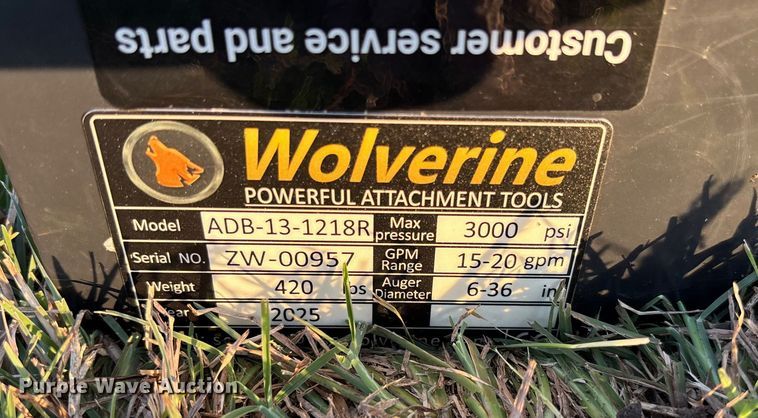 Customer service and parts
Wolverine
POWERFUL ATTACHMENT TOOLS
Model ADB-13-1218R Max pressure 3000 psi
Serial NO. ZW-00957 GPM Range 15-20 gpm
Weight 420 Auger Diameter 6-36 in
2025
Purple Wave Auction